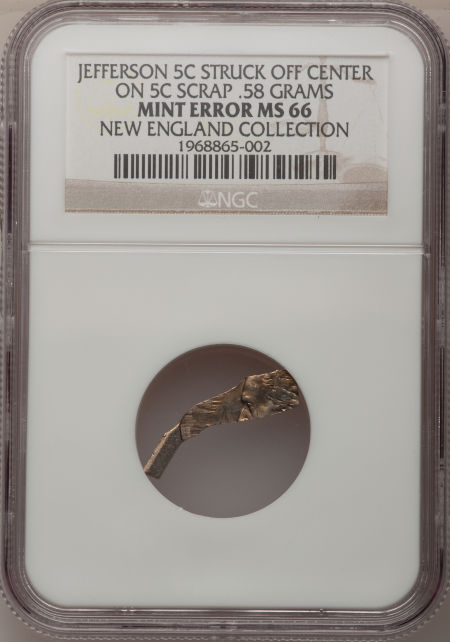 JEFFERSON 5C STRUCK OFF CENTER
ON 5C SCRAP .58 GRAMS
MINT ERROR MS 66
NEW ENGLAND COLLECTION
1968865-002
NGC